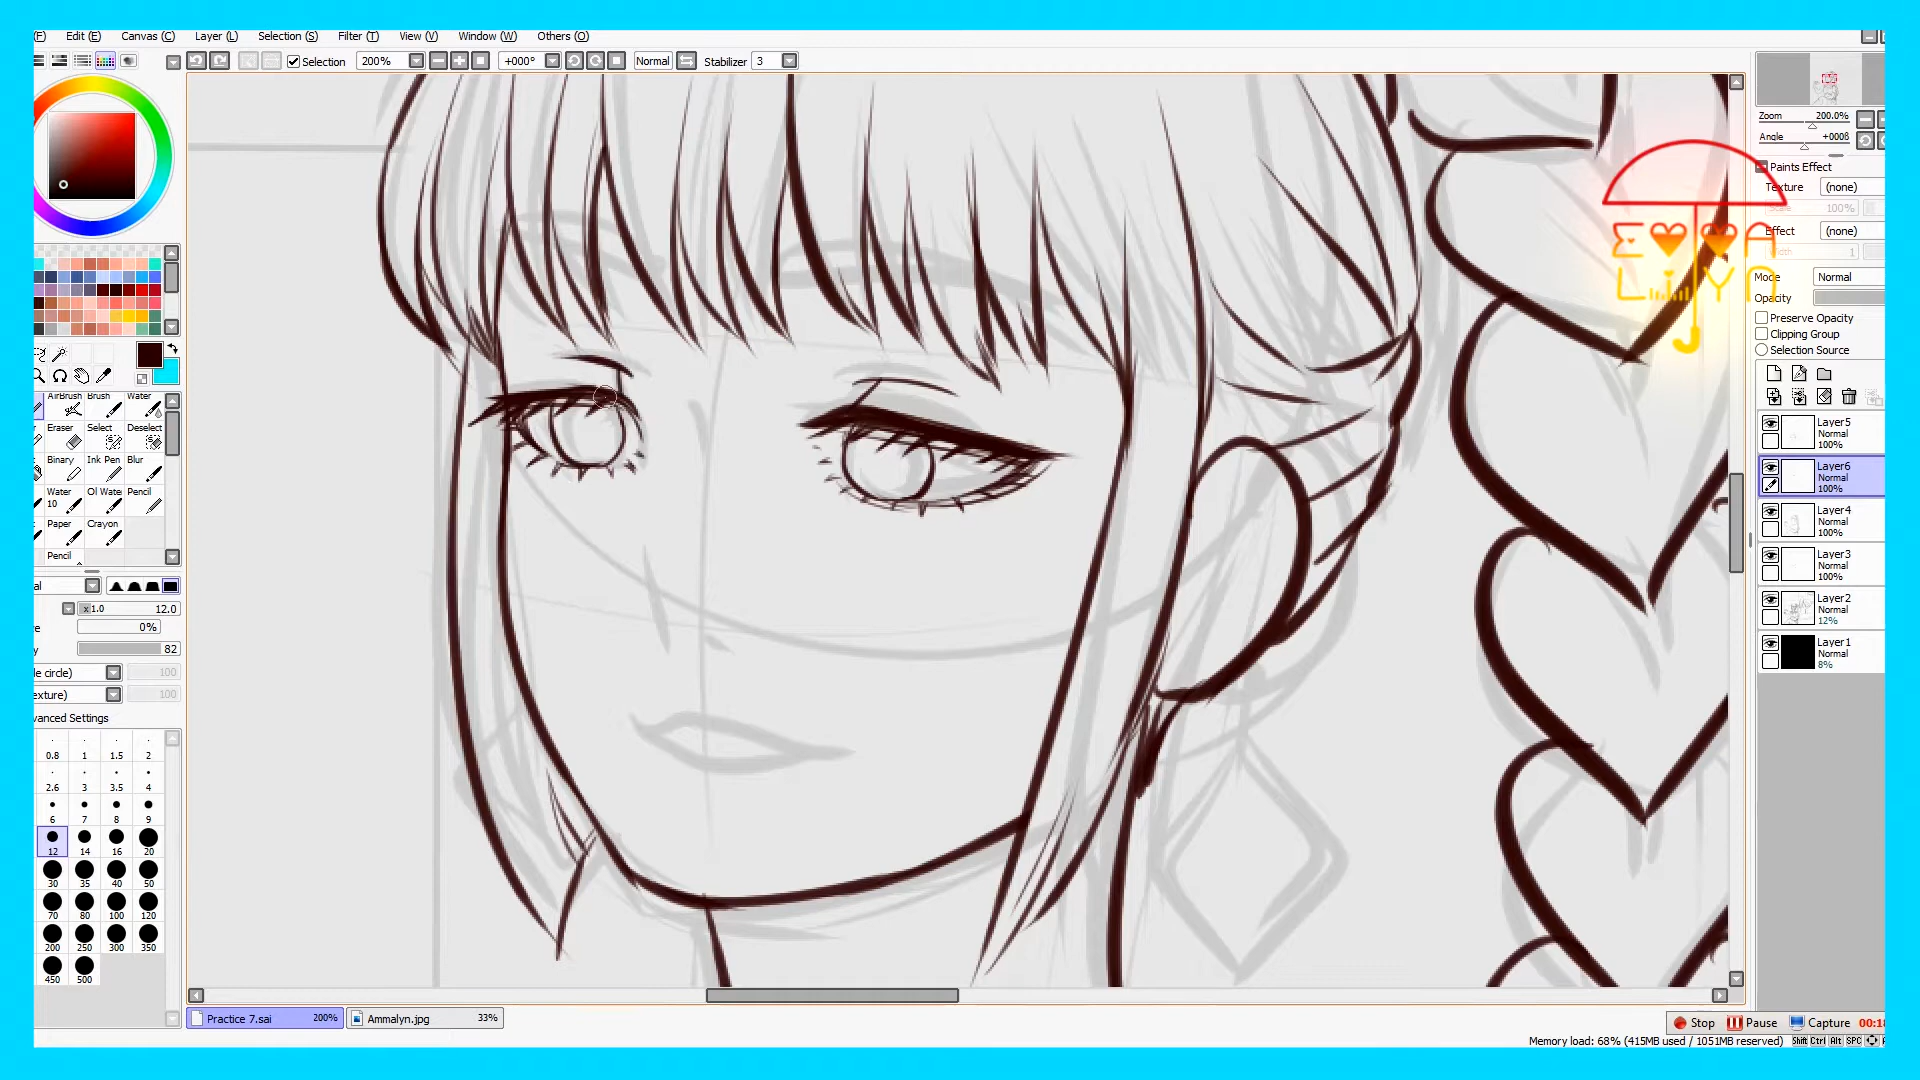 (F) Edit (E) Canvas (C) Layer (L) Selection (S) Filter (T) View (V) Window (W) Others (O)
Selection 200% +000° Normal Stabilizer 3
Zoom 200.0%
Angle +000ß
Paints Effect
Texture (none)
Scale 100%
Effect (none)
Width 1
Mode Normal
Opacity
Preserve Opacity
Clipping Group
Selection Source
Layer5
Normal
100%
Layer6
Normal
100%
Layer4
Normal
100%
Layer3
Normal
100%
Layer2
Normal
12%
Layer1
Normal
8%
AirBrush Brush Water
Eraser Select Deselect
Binary Ink Pen Blur
Water 10 Oil Wate Pencil
Paper Crayon
Pencil
al
x1.0 12.0
0%
82
le circle) 100
exture) 100
vanced Settings
0.8 1 1.5 2
2.6 3 3.5 4
6 7 8 9
12 14 16 20
30 35 40 50
70 80 100 120
200 250 300 350
450 500
Practice 7.sai 200% Ammalyn.jpg 33%
Stop Pause Capture 00:18
Memory load: 68% (415MB used / 1051MB reserved) Shift Ctrl Alt SPC